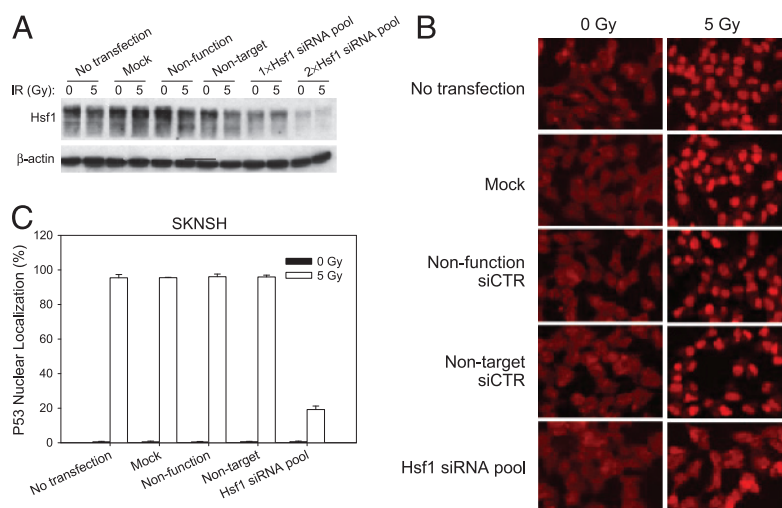 A
No transfection
Mock
Non-function
Non-target
1×Hsf1 siRNA pool
2×Hsf1 siRNA pool
IR (Gy): 0 5 0 5 0 5 0 5 0 5 0 5
Hsf1
β-actin
B
0 Gy 5 Gy
No transfection
Mock
Non-function
siCTR
Non-target
siCTR
Hsf1 siRNA pool
C
SKNSH
P53 Nuclear Localization (%)
120
100
80
60
40
20
0
0 Gy
5 Gy
No transfection
Mock
Non-function
Non-target
Hsf1 siRNA pool